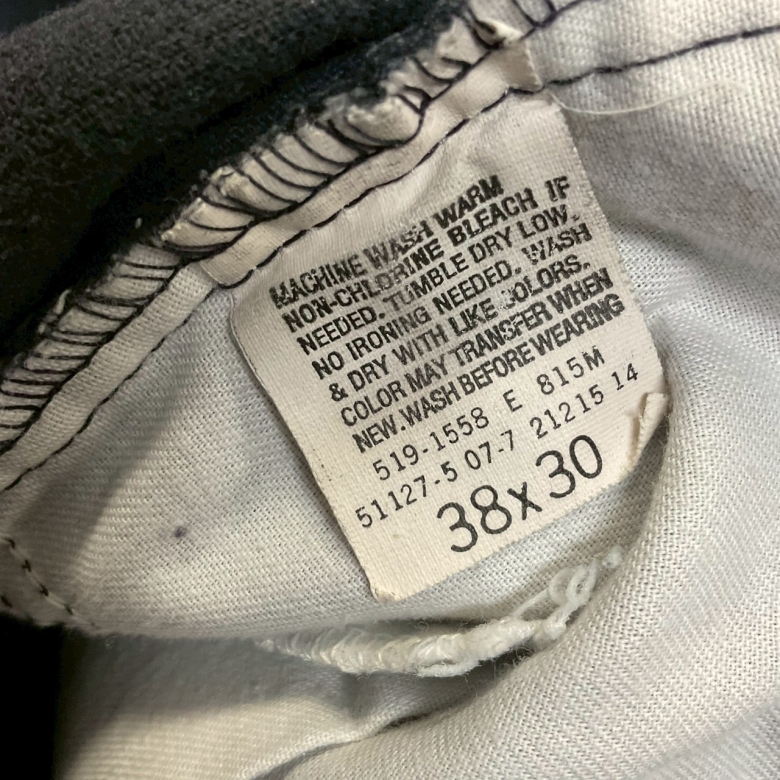 MACHINE WASH WARM
NON-CHLORINE BLEACH IF
NEEDED. TUMBLE DRY LOW.
NO IRONING NEEDED. WASH
& DRY WITH LIKE COLORS.
COLOR MAY TRANSFER WHEN
NEW. WASH BEFORE WEARING
519-1558 E 815M
51127-5 07-7 21215 14
38x30